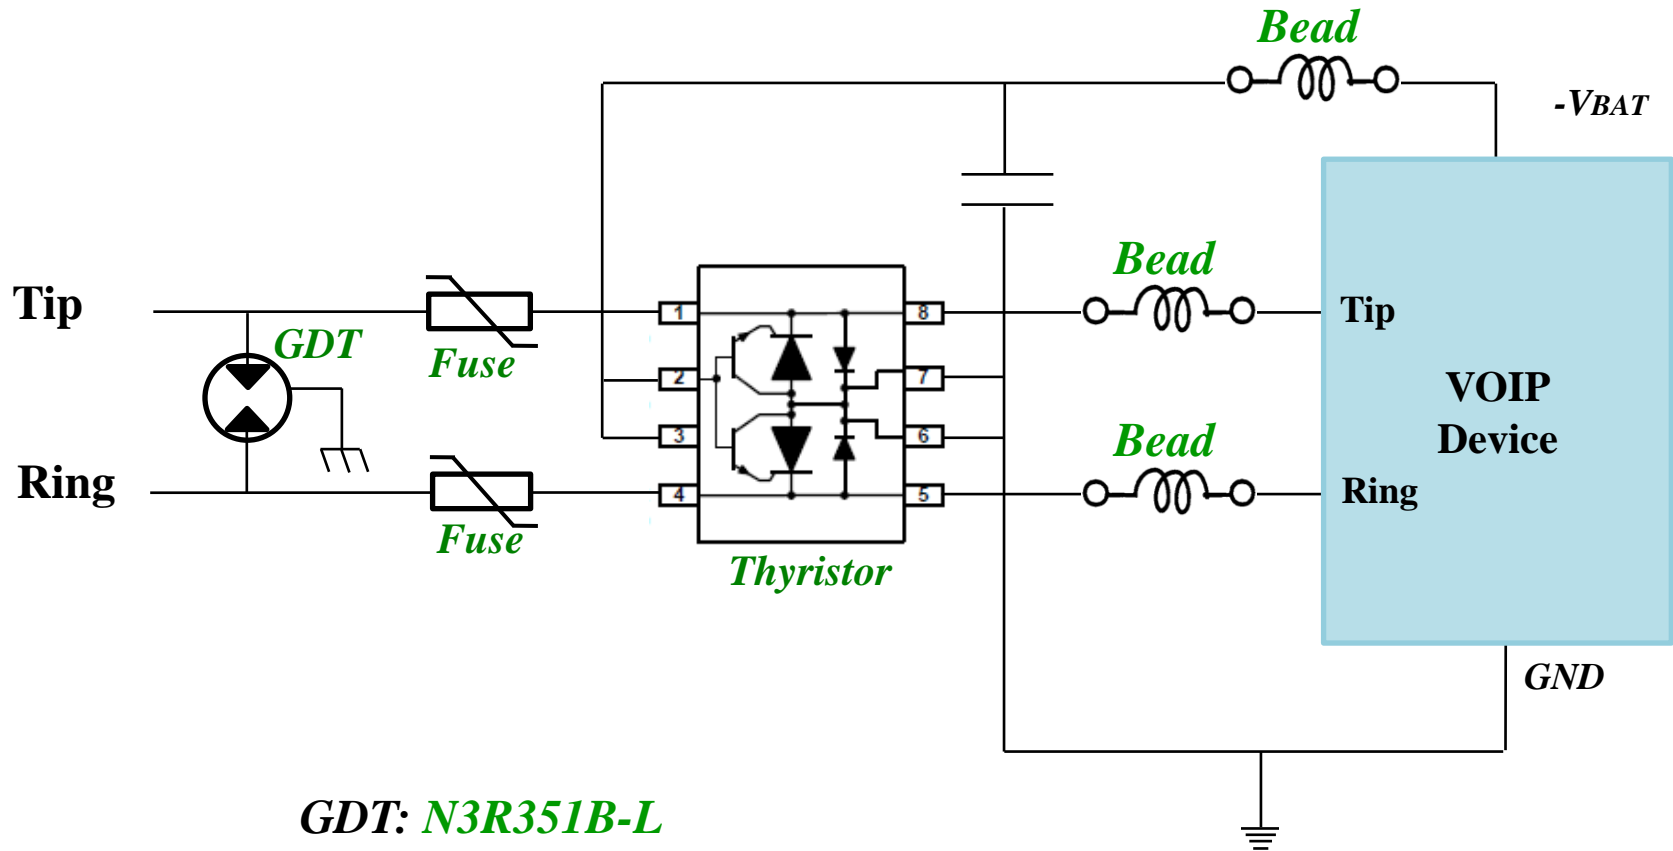 Bead
-VBAT
Bead
Tip
GDT
Fuse
1
8
Tip
2
7
VOIP
Device
3
6
Bead
Ring
4
5
Ring
Fuse
Thyristor
GND
GDT: N3R351B-L